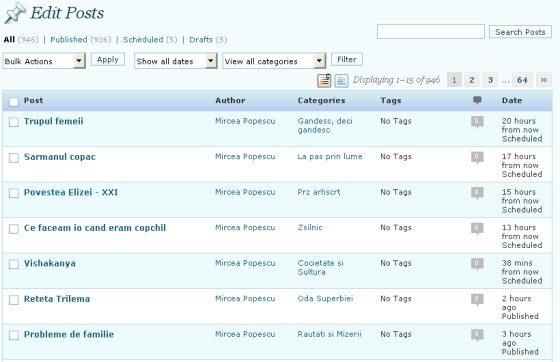 Edit Posts
All (946) | Published (936) | Scheduled (5) | Drafts (5)
Search Posts
Bulk Actions Apply Show all dates View all categories Filter
Displaying 1–15 of 946 1 2 3 ... 64 »
Post Author Categories Tags Date
Trupul femeii Mircea Popescu Gandesc, deci gandesc No Tags 0 20 hours from now Scheduled
Sarmanul copac Mircea Popescu La pas prin lume No Tags 0 17 hours from now Scheduled
Povestea Elizei - XXI Mircea Popescu Prz arhscrt No Tags 0 15 hours from now Scheduled
Ce faceam io cand eram copchil Mircea Popescu Zsilnic No Tags 0 13 hours from now Scheduled
Vishakanya Mircea Popescu Cocietate si Sultura No Tags 0 38 mins from now Scheduled
Reteta Trilema Mircea Popescu Oda Superbiei No Tags 0 2 hours ago Published
Probleme de familie Mircea Popescu Rautati si Mizerii No Tags 9 3 hours ago Published